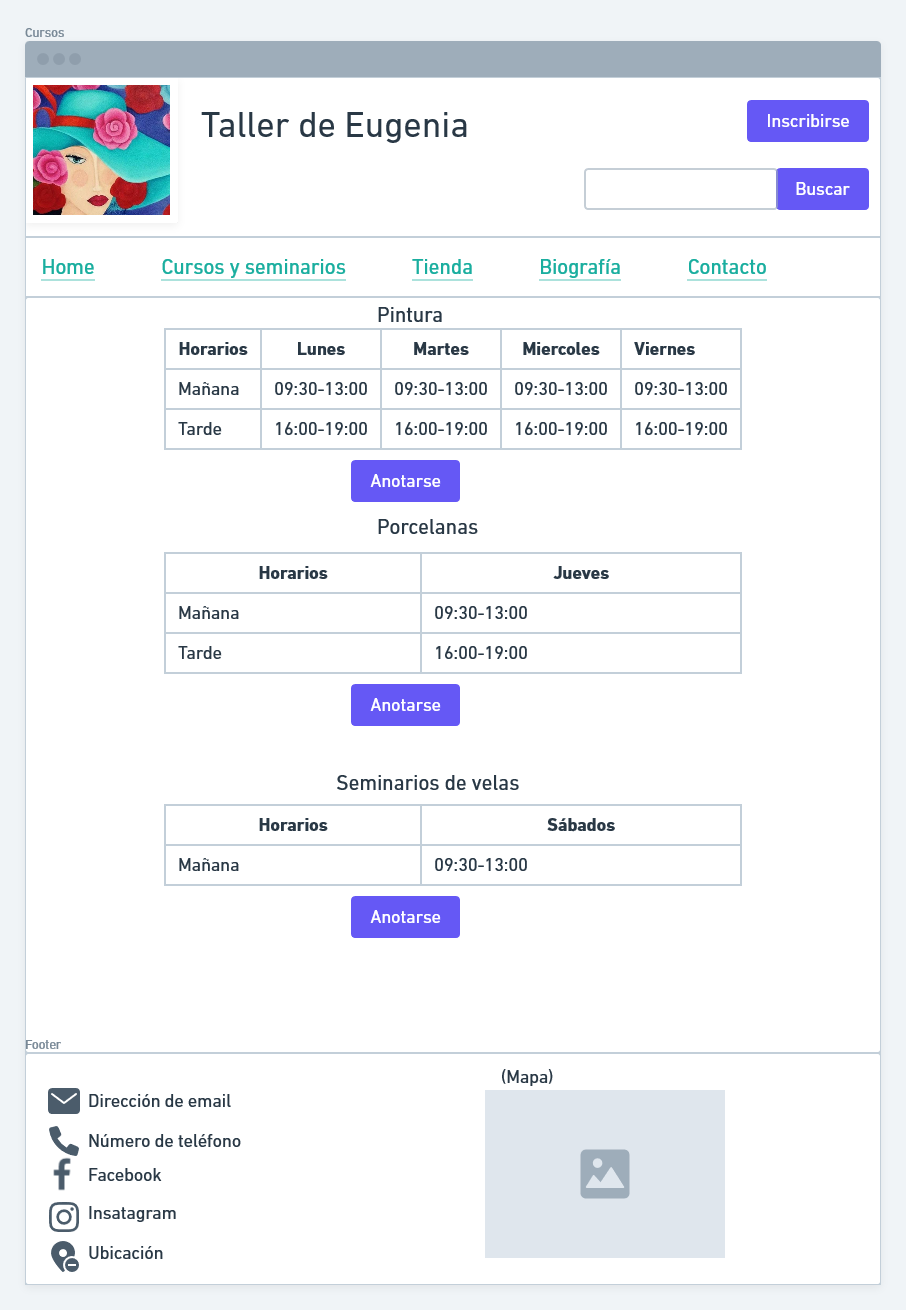 Cursos
Taller de Eugenia
Inscribirse
Buscar
Home Cursos y seminarios Tienda Biografía Contacto
Pintura
Horarios Lunes Martes Miercoles Viernes
Mañana 09:30-13:00 09:30-13:00 09:30-13:00 09:30-13:00
Tarde 16:00-19:00 16:00-19:00 16:00-19:00 16:00-19:00
Anotarse
Porcelanas
Horarios Jueves
Mañana 09:30-13:00
Tarde 16:00-19:00
Anotarse
Seminarios de velas
Horarios Sábados
Mañana 09:30-13:00
Anotarse
Footer
(Mapa)
Dirección de email
Número de teléfono
Facebook
Insatagram
Ubicación